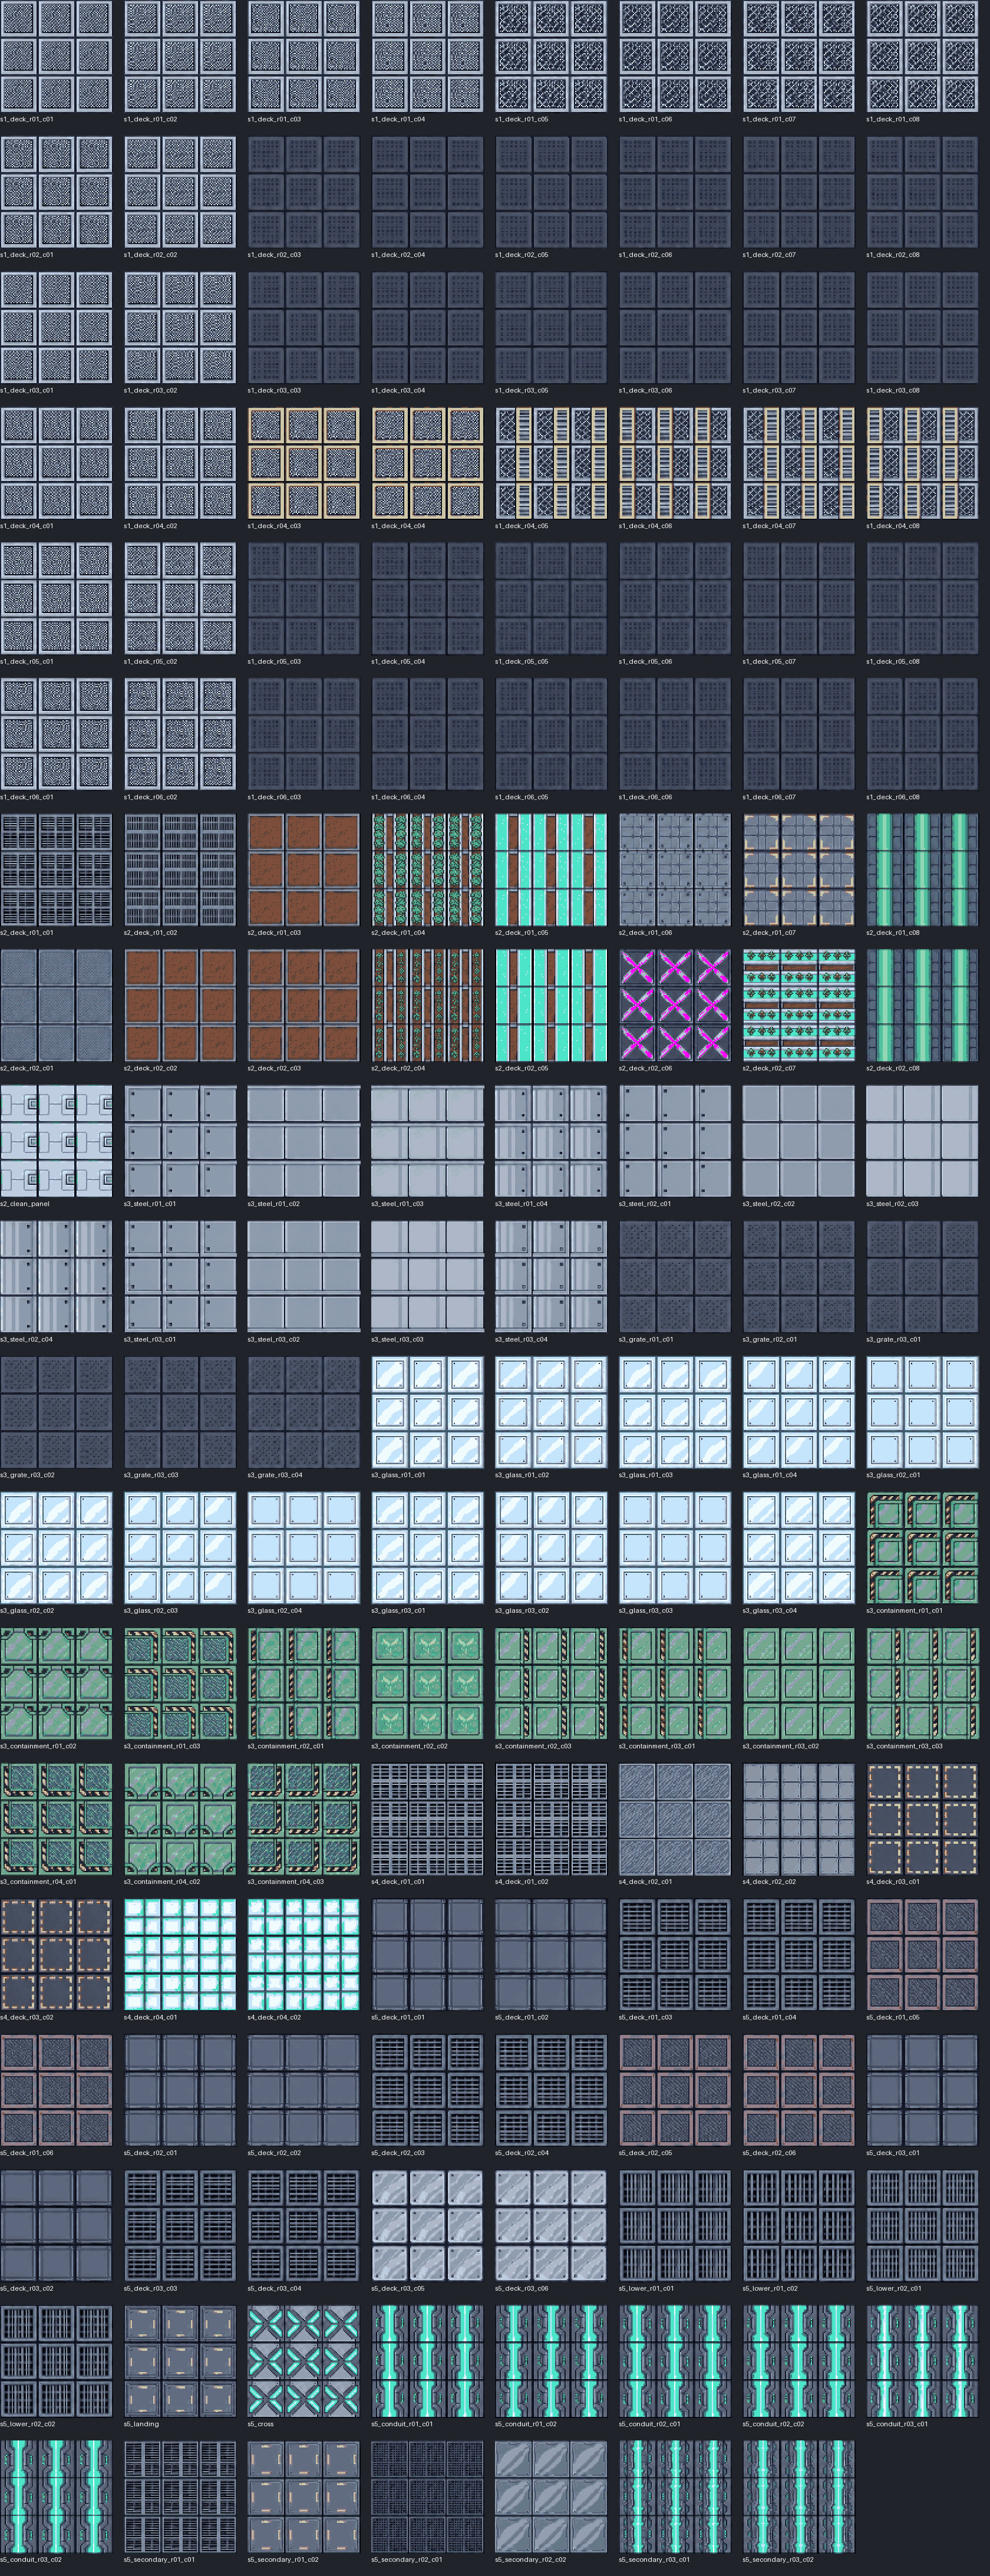 s1_deck_r01_c01 s1_deck_r01_c02 s1_deck_r01_c03 s1_deck_r01_c04 s1_deck_r01_c05 s1_deck_r01_c06 s1_deck_r01_c07 s1_deck_r01_c08
s1_deck_r02_c01 s1_deck_r02_c02 s1_deck_r02_c03 s1_deck_r02_c04 s1_deck_r02_c05 s1_deck_r02_c06 s1_deck_r02_c07 s1_deck_r02_c08
s1_deck_r03_c01 s1_deck_r03_c02 s1_deck_r03_c03 s1_deck_r03_c04 s1_deck_r03_c05 s1_deck_r03_c06 s1_deck_r03_c07 s1_deck_r03_c08
s1_deck_r04_c01 s1_deck_r04_c02 s1_deck_r04_c03 s1_deck_r04_c04 s1_deck_r04_c05 s1_deck_r04_c06 s1_deck_r04_c07 s1_deck_r04_c08
s1_deck_r05_c01 s1_deck_r05_c02 s1_deck_r05_c03 s1_deck_r05_c04 s1_deck_r05_c05 s1_deck_r05_c06 s1_deck_r05_c07 s1_deck_r05_c08
s1_deck_r06_c01 s1_deck_r06_c02 s1_deck_r06_c03 s1_deck_r06_c04 s1_deck_r06_c05 s1_deck_r06_c06 s1_deck_r06_c07 s1_deck_r06_c08
s2_deck_r01_c01 s2_deck_r01_c02 s2_deck_r01_c03 s2_deck_r01_c04 s2_deck_r01_c05 s2_deck_r01_c06 s2_deck_r01_c07 s2_deck_r01_c08
s2_deck_r02_c01 s2_deck_r02_c02 s2_deck_r02_c03 s2_deck_r02_c04 s2_deck_r02_c05 s2_deck_r02_c06 s2_deck_r02_c07 s2_deck_r02_c08
s2_clean_panel s3_steel_r01_c01 s3_steel_r01_c02 s3_steel_r01_c03 s3_steel_r01_c04 s3_steel_r02_c01 s3_steel_r02_c02 s3_steel_r02_c03
s3_steel_r02_c04 s3_steel_r03_c01 s3_steel_r03_c02 s3_steel_r03_c03 s3_steel_r03_c04 s3_grate_r01_c01 s3_grate_r02_c01 s3_grate_r03_c01
s3_grate_r03_c02 s3_grate_r03_c03 s3_grate_r03_c04 s3_glass_r01_c01 s3_glass_r01_c02 s3_glass_r01_c03 s3_glass_r01_c04 s3_glass_r02_c01
s3_glass_r02_c02 s3_glass_r02_c03 s3_glass_r02_c04 s3_glass_r03_c01 s3_glass_r03_c02 s3_glass_r03_c03 s3_glass_r03_c04 s3_containment_r01_c01
s3_containment_r01_c02 s3_containment_r01_c03 s3_containment_r02_c01 s3_containment_r02_c02 s3_containment_r02_c03 s3_containment_r03_c01 s3_containment_r03_c02 s3_containment_r03_c03
s3_containment_r04_c01 s3_containment_r04_c02 s3_containment_r04_c03 s4_deck_r01_c01 s4_deck_r01_c02 s4_deck_r02_c01 s4_deck_r02_c02 s4_deck_r03_c01
s4_deck_r03_c02 s4_deck_r04_c01 s4_deck_r04_c02 s5_deck_r01_c01 s5_deck_r01_c02 s5_deck_r01_c03 s5_deck_r01_c04 s5_deck_r01_c05
s5_deck_r01_c06 s5_deck_r02_c01 s5_deck_r02_c02 s5_deck_r02_c03 s5_deck_r02_c04 s5_deck_r02_c05 s5_deck_r02_c06 s5_deck_r03_c01
s5_deck_r03_c02 s5_deck_r03_c03 s5_deck_r03_c04 s5_deck_r03_c05 s5_deck_r03_c06 s5_lower_r01_c01 s5_lower_r01_c02 s5_lower_r02_c01
s5_lower_r02_c02 s5_landing s5_cross s5_conduit_r01_c01 s5_conduit_r01_c02 s5_conduit_r02_c01 s5_conduit_r02_c02 s5_conduit_r03_c01
s5_conduit_r03_c02 s5_secondary_r01_c01 s5_secondary_r01_c02 s5_secondary_r02_c01 s5_secondary_r02_c02 s5_secondary_r03_c01 s5_secondary_r03_c02